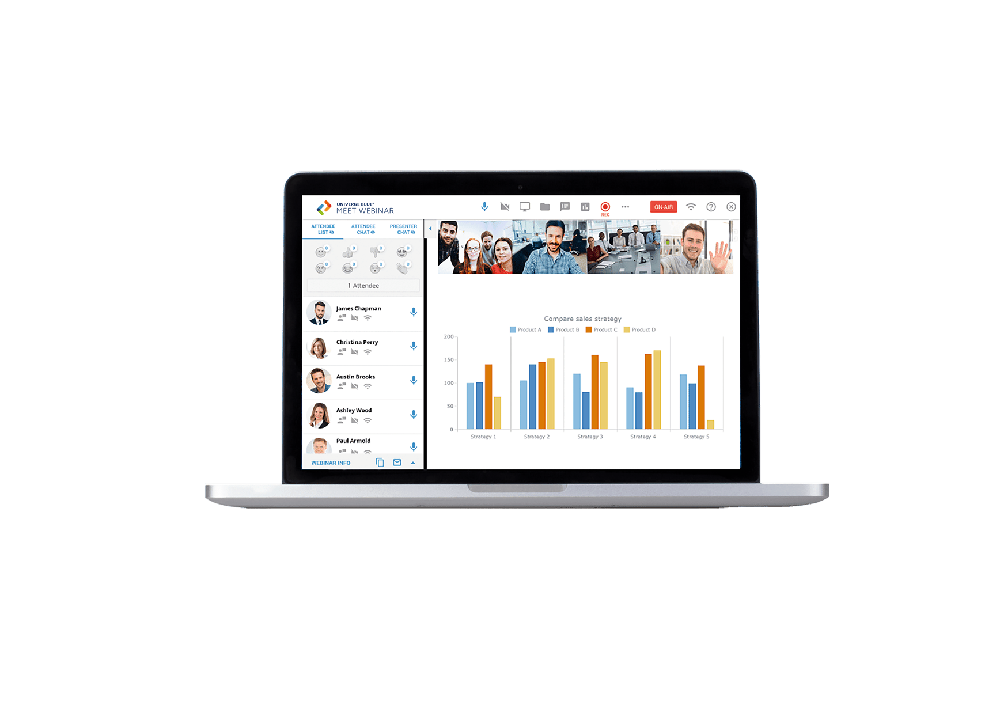 UNIVERGE BLUE®
MEET WEBINAR
REC
ON-AIR
ATTENDEE
LIST
ATTENDEE
CHAT
PRESENTER
CHAT
0 0 0 0
0 0 0 0
1 Attendee
James Chapman
Christina Perry
Austin Brooks
Ashley Wood
Paul Armold
WEBINAR INFO
Compare sales strategy
Product A Product B Product C Product D
200
150
100
50
0
Strategy 1 Strategy 2 Strategy 3 Strategy 4 Strategy 5